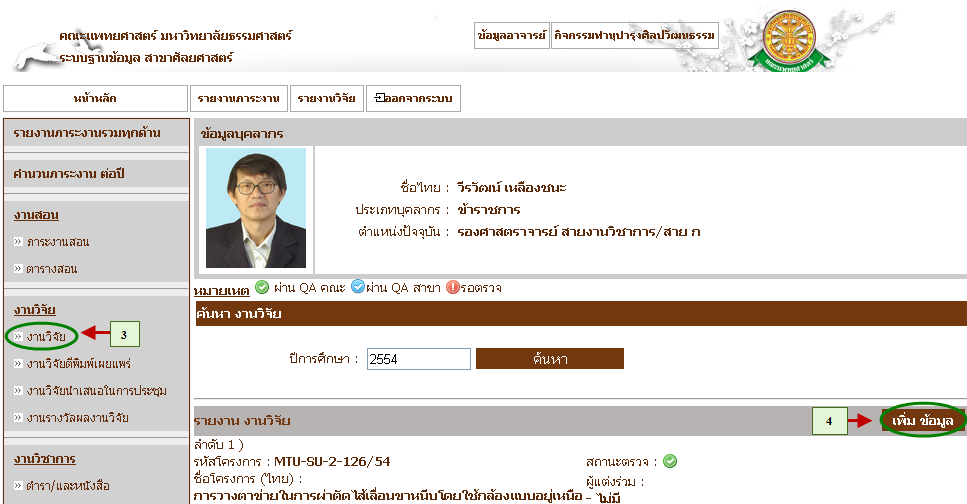 คณะแพทยศาสตร์ มหาวิทยาลัยธรรมศาสตร์
ระบบฐานข้อมูล สาขาศัลยศาสตร์
ข้อมูลอาจารย์ กิจกรรมทำนุบำรุงศิลปวัฒนธรรม
หน้าหลัก รายงานภาระงาน รายงานวิจัย ออกจากระบบ
รายงานภาระงานรวมทุกด้าน
คำนวนภาระงาน ต่อปี
งานสอน
» ภาระงานสอน
» ตารางสอน
งานวิจัย
» งานวิจัย
3
» งานวิจัยตีพิมพ์เผยแพร่
» งานวิจัยนำเสนอในการประชุม
» งานรางวัลผลงานวิจัย
งานวิชาการ
» ตำรา/และหนังสือ
ข้อมูลบุคลากร
ชื่อไทย : วีรวัฒน์ เหลืองชนะ
ประเภทบุคลากร : ข้าราชการ
ตำแหน่งปัจจุบัน : รองศาสตราจารย์ สายงานวิชาการ/สาย ก
หมายเหตุ ผ่าน QA คณะ ผ่าน QA สาขา รอตรวจ
ค้นหา งานวิจัย
ปีการศึกษา : 2554 ค้นหา
รายงาน งานวิจัย 4 เพิ่ม ข้อมูล
ลำดับ 1 )
รหัสโครงการ : MTU-SU-2-126/54 สถานะตรวจ :
ชื่อโครงการ (ไทย) : ผู้แต่งร่วม :
การวางตาข่ายในการผ่าตัดไส้เลื่อนขาหนีบโดยใช้กล้องแบบอยู่เหนือ - ไม่มี